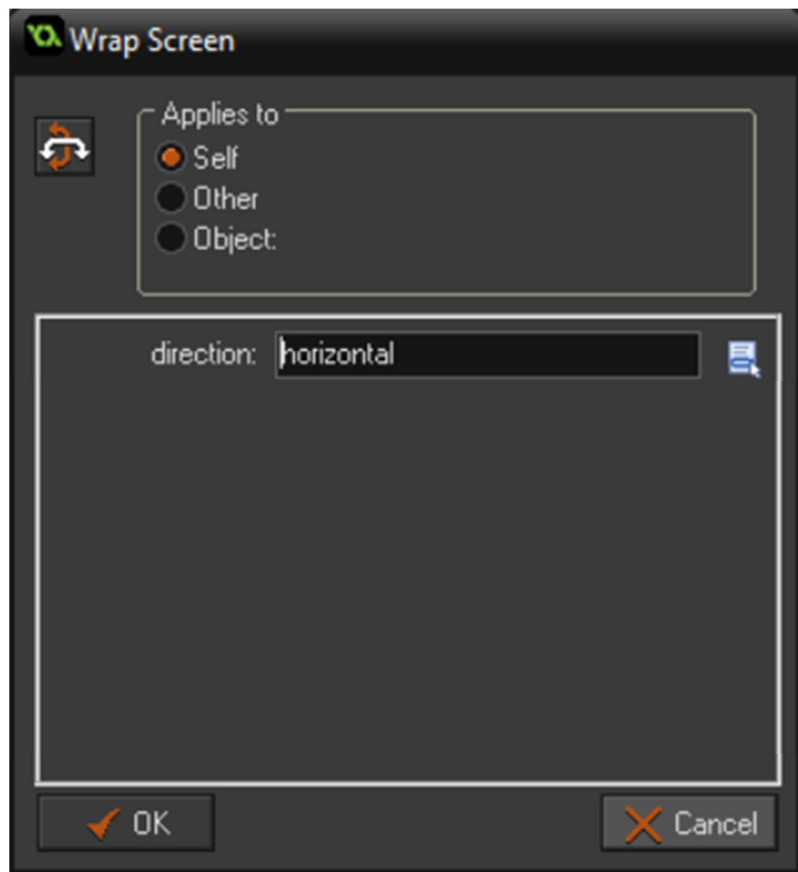 Wrap Screen
Applies to
Self
Other
Object:
direction: horizontal
OK Cancel